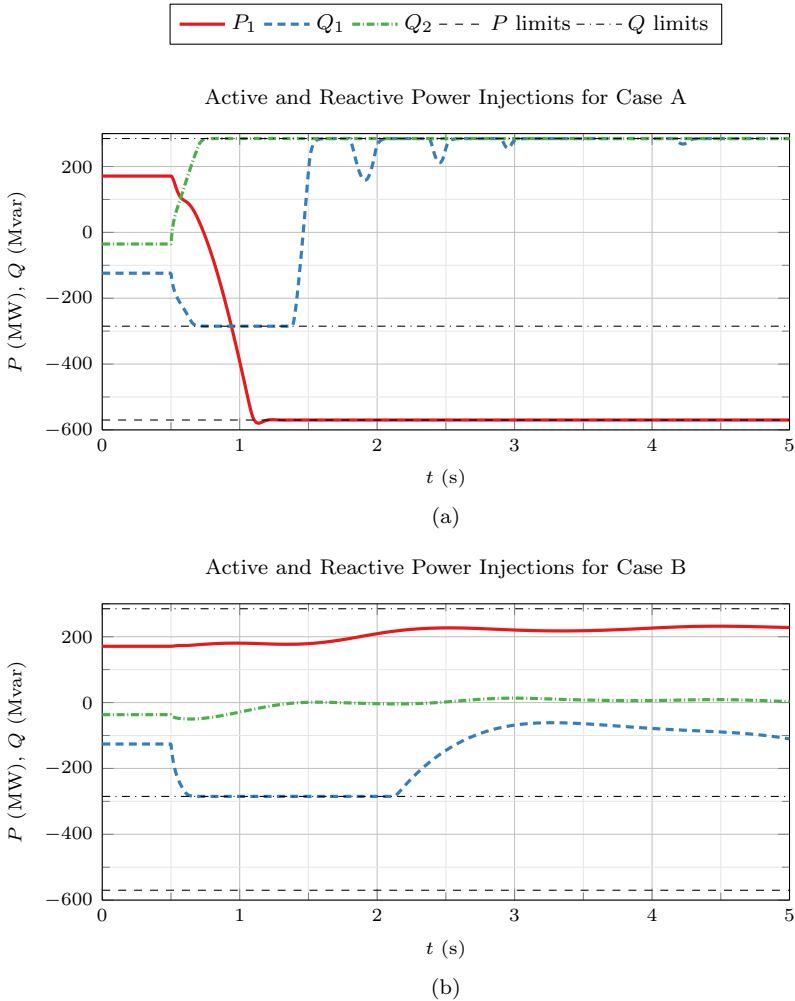 P₁ Q₁ Q₂ P limits Q limits
Active and Reactive Power Injections for Case A
P (MW), Q (Mvar)
200
0
−200
−400
−600
0 1 2 3 4 5
t (s)
(a)
Active and Reactive Power Injections for Case B
P (MW), Q (Mvar)
200
0
−200
−400
−600
0 1 2 3 4 5
t (s)
(b)